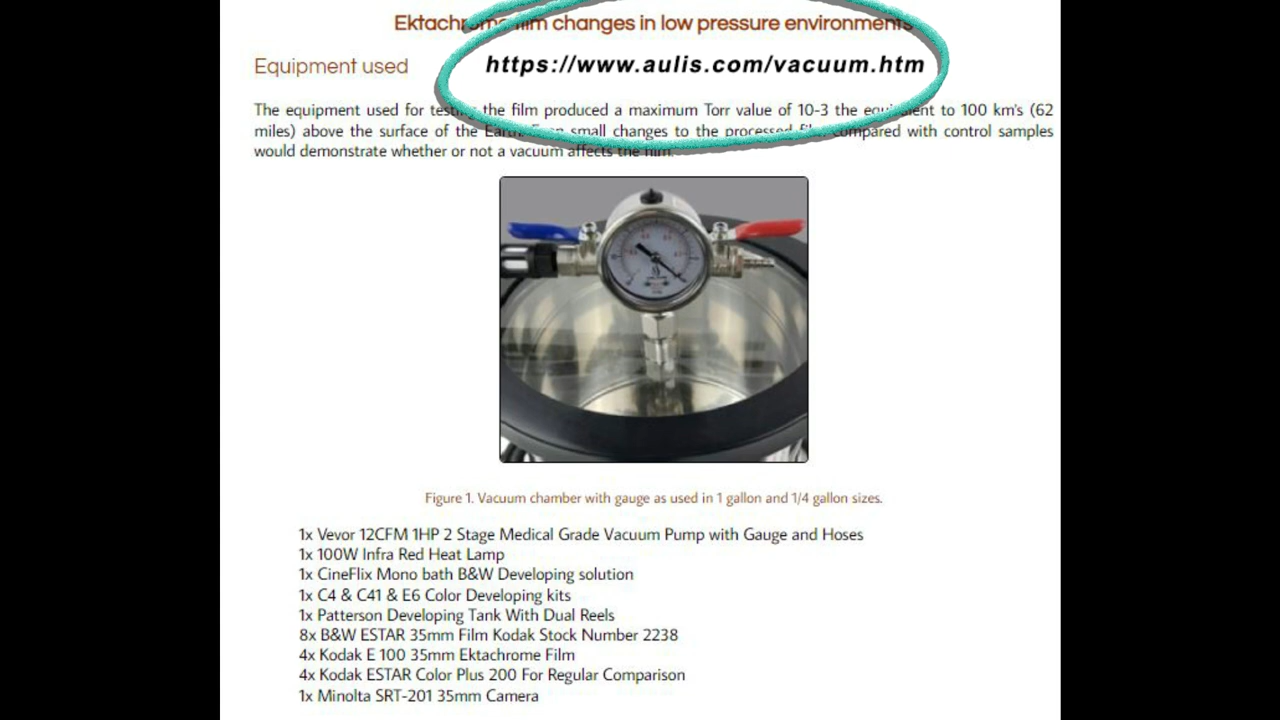 Ektachrome film changes in low pressure environments
Equipment used
https://www.aulis.com/vacuum.htm
The equipment used for testing the film produced a maximum Torr value of 10-3 the equivalent to 100 km's (62
miles) above the surface of the Earth. Even small changes to the processed film compared with control samples
would demonstrate whether or not a vacuum affects the film.
Figure 1. Vacuum chamber with gauge as used in 1 gallon and 1/4 gallon sizes.
1x Vevor 12CFM 1HP 2 Stage Medical Grade Vacuum Pump with Gauge and Hoses
1x 100W Infra Red Heat Lamp
1x CineFlix Mono bath B&W Developing solution
1x C4 & C41 & E6 Color Developing kits
1x Patterson Developing Tank With Dual Reels
8x B&W ESTAR 35mm Film Kodak Stock Number 2238
4x Kodak E 100 35mm Ektachrome Film
4x Kodak ESTAR Color Plus 200 For Regular Comparison
1x Minolta SRT-201 35mm Camera